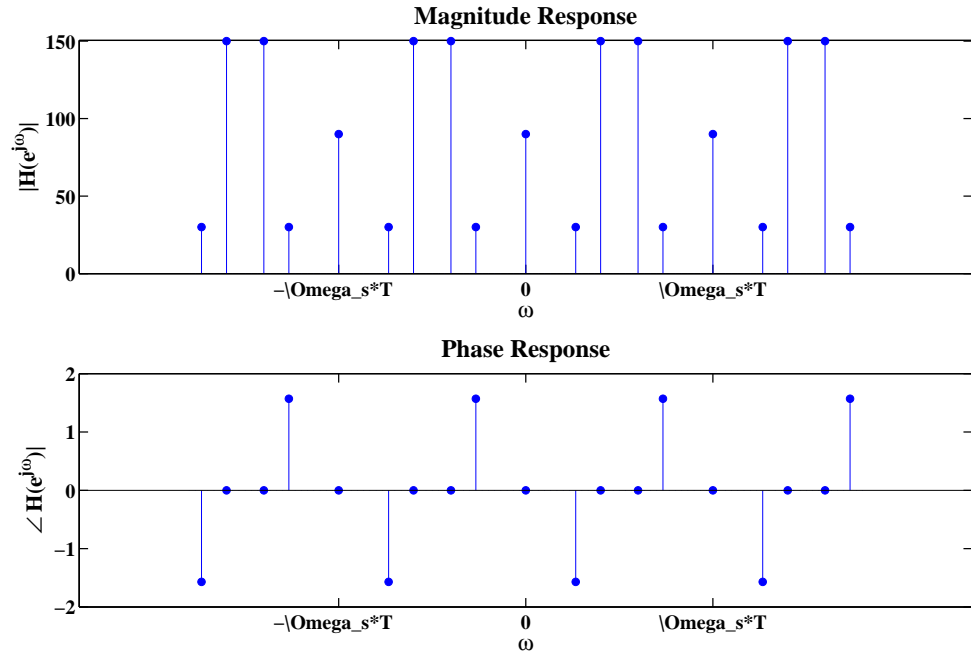 Magnitude Response
150
100
50
0
|H(e^{jω})|
−\Omega_s*T
0
\Omega_s*T
ω
Phase Response
2
1
0
−1
−2
∠ H(e^{jω})|
−\Omega_s*T
0
\Omega_s*T
ω